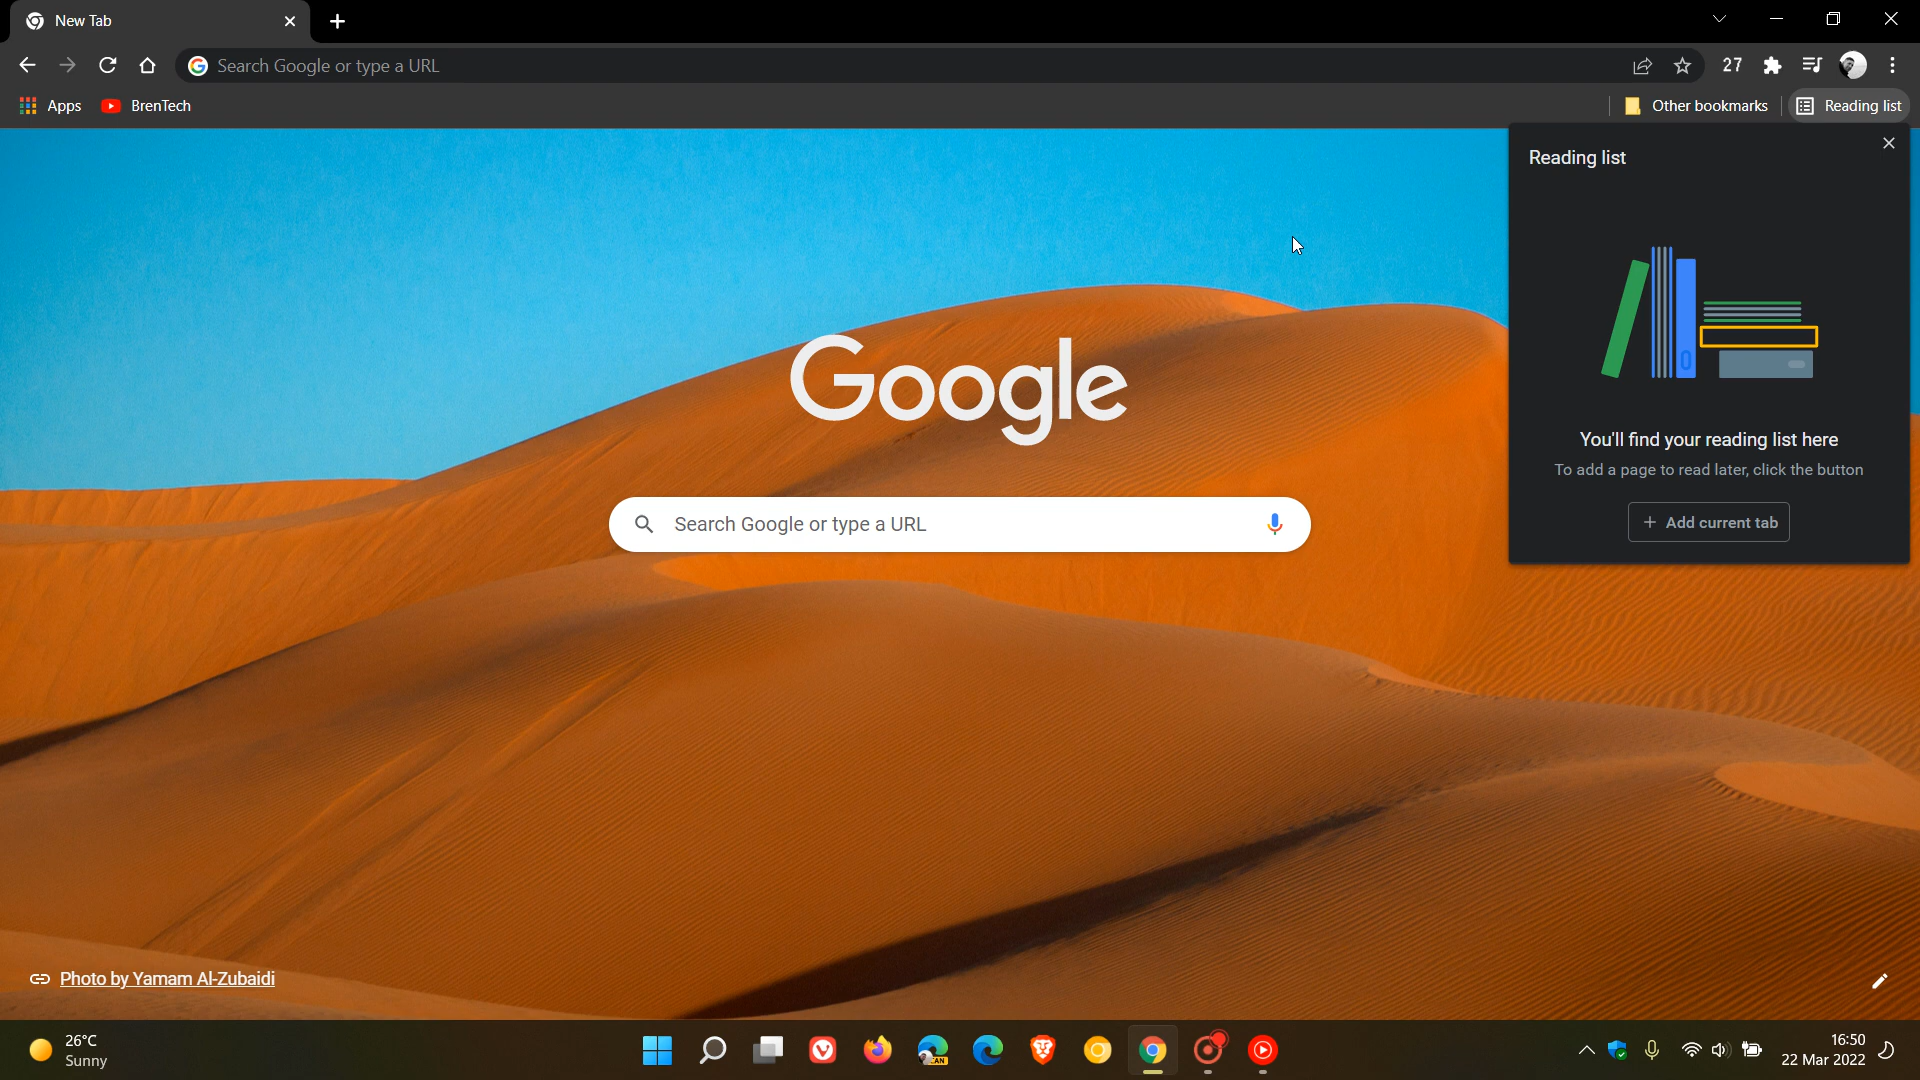 New Tab
Search Google or type a URL
27
Apps
BrenTech
Other bookmarks
Reading list
Reading list
You'll find your reading list here
To add a page to read later, click the button
Add current tab
Google
Search Google or type a URL
Photo by Yamam Al-Zubaidi
26°C
Sunny
CAN
16:50
22 Mar 2022